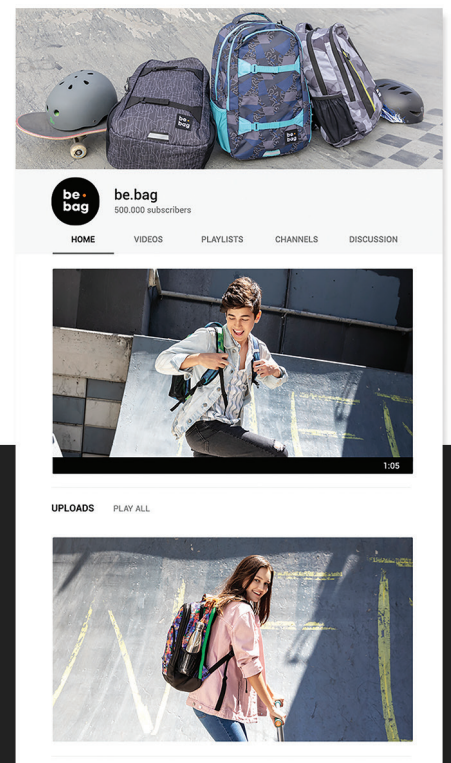 be.
bag
be.
bag
be•
bag
be.bag
500.000 subscribers
HOME VIDEOS PLAYLISTS CHANNELS DISCUSSION
1:05
UPLOADS PLAY ALL